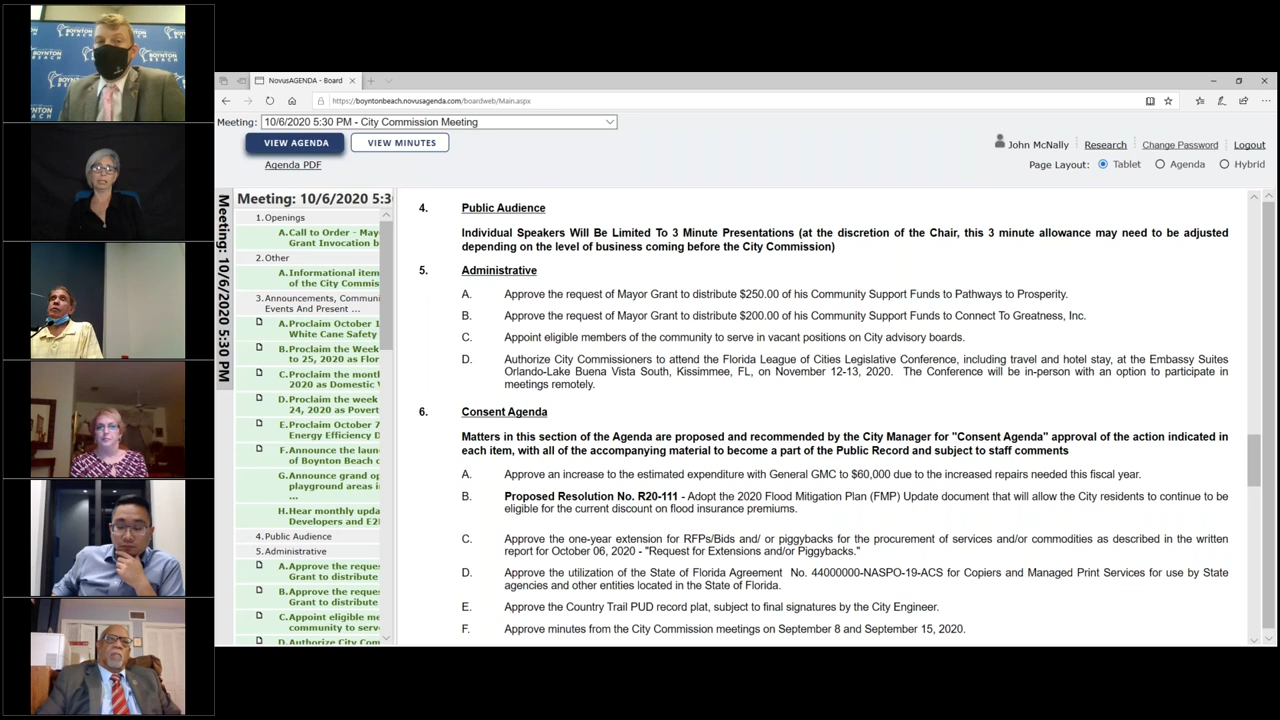 BOYNTON BEACH
NovusAGENDA - Board
https://boyntonbeach.novusagenda.com/boardweb/Main.aspx
Meeting: 10/6/2020 5:30 PM - City Commission Meeting
VIEW AGENDA VIEW MINUTES
Agenda PDF
John McNally Research Change Password Logout
Page Layout: Tablet Agenda Hybrid
Meeting: 10/6/2020 5:30 PM
Meeting: 10/6/2020 5:3
1.Openings
A.Call to Order - May
Grant Invocation b
2.Other
A.Informational item
of the City Commis
3.Announcements, Commun
Events And Present ...
A.Proclaim October 1
White Cane Safety
B.Proclaim the Week
to 25, 2020 as Flor
C.Proclaim the mont
2020 as Domestic V
D.Proclaim the week
24, 2020 as Povert
E.Proclaim October 7
Energy Efficiency D
F.Announce the laun
of Boynton Beach c
G.Announce grand op
playground areas i
...
H.Hear monthly upda
Developers and E2
4.Public Audience
5.Administrative
A.Approve the reque
Grant to distribute
B.Approve the reque
Grant to distribute
C.Appoint eligible me
community to serv
D.Authorize City Com
4. Public Audience
Individual Speakers Will Be Limited To 3 Minute Presentations (at the discretion of the Chair, this 3 minute allowance may need to be adjusted
depending on the level of business coming before the City Commission)
5. Administrative
A. Approve the request of Mayor Grant to distribute $250.00 of his Community Support Funds to Pathways to Prosperity.
B. Approve the request of Mayor Grant to distribute $200.00 of his Community Support Funds to Connect To Greatness, Inc.
C. Appoint eligible members of the community to serve in vacant positions on City advisory boards.
D. Authorize City Commissioners to attend the Florida League of Cities Legislative Conference, including travel and hotel stay, at the Embassy Suites
Orlando-Lake Buena Vista South, Kissimmee, FL, on November 12-13, 2020. The Conference will be in-person with an option to participate in
meetings remotely.
6. Consent Agenda
Matters in this section of the Agenda are proposed and recommended by the City Manager for "Consent Agenda" approval of the action indicated in
each item, with all of the accompanying material to become a part of the Public Record and subject to staff comments
A. Approve an increase to the estimated expenditure with General GMC to $60,000 due to the increased repairs needed this fiscal year.
B. Proposed Resolution No. R20-111 - Adopt the 2020 Flood Mitigation Plan (FMP) Update document that will allow the City residents to continue to be
eligible for the current discount on flood insurance premiums.
C. Approve the one-year extension for RFPs/Bids and/ or piggybacks for the procurement of services and/or commodities as described in the written
report for October 06, 2020 - "Request for Extensions and/or Piggybacks."
D. Approve the utilization of the State of Florida Agreement No. 44000000-NASPO-19-ACS for Copiers and Managed Print Services for use by State
agencies and other entities located in the State of Florida.
E. Approve the Country Trail PUD record plat, subject to final signatures by the City Engineer.
F. Approve minutes from the City Commission meetings on September 8 and September 15, 2020.